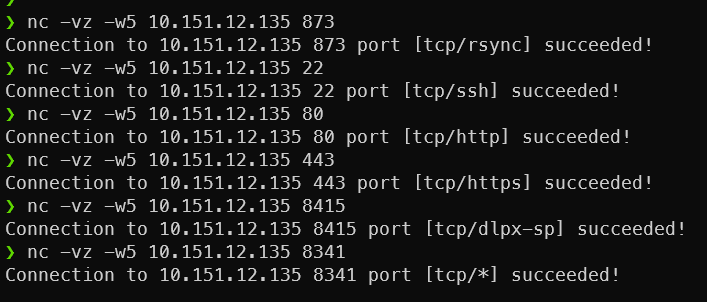 ❯ nc -vz -w5 10.151.12.135 873
Connection to 10.151.12.135 873 port [tcp/rsync] succeeded!
❯ nc -vz -w5 10.151.12.135 22
Connection to 10.151.12.135 22 port [tcp/ssh] succeeded!
❯ nc -vz -w5 10.151.12.135 80
Connection to 10.151.12.135 80 port [tcp/http] succeeded!
❯ nc -vz -w5 10.151.12.135 443
Connection to 10.151.12.135 443 port [tcp/https] succeeded!
❯ nc -vz -w5 10.151.12.135 8415
Connection to 10.151.12.135 8415 port [tcp/dlpx-sp] succeeded!
❯ nc -vz -w5 10.151.12.135 8341
Connection to 10.151.12.135 8341 port [tcp/*] succeeded!